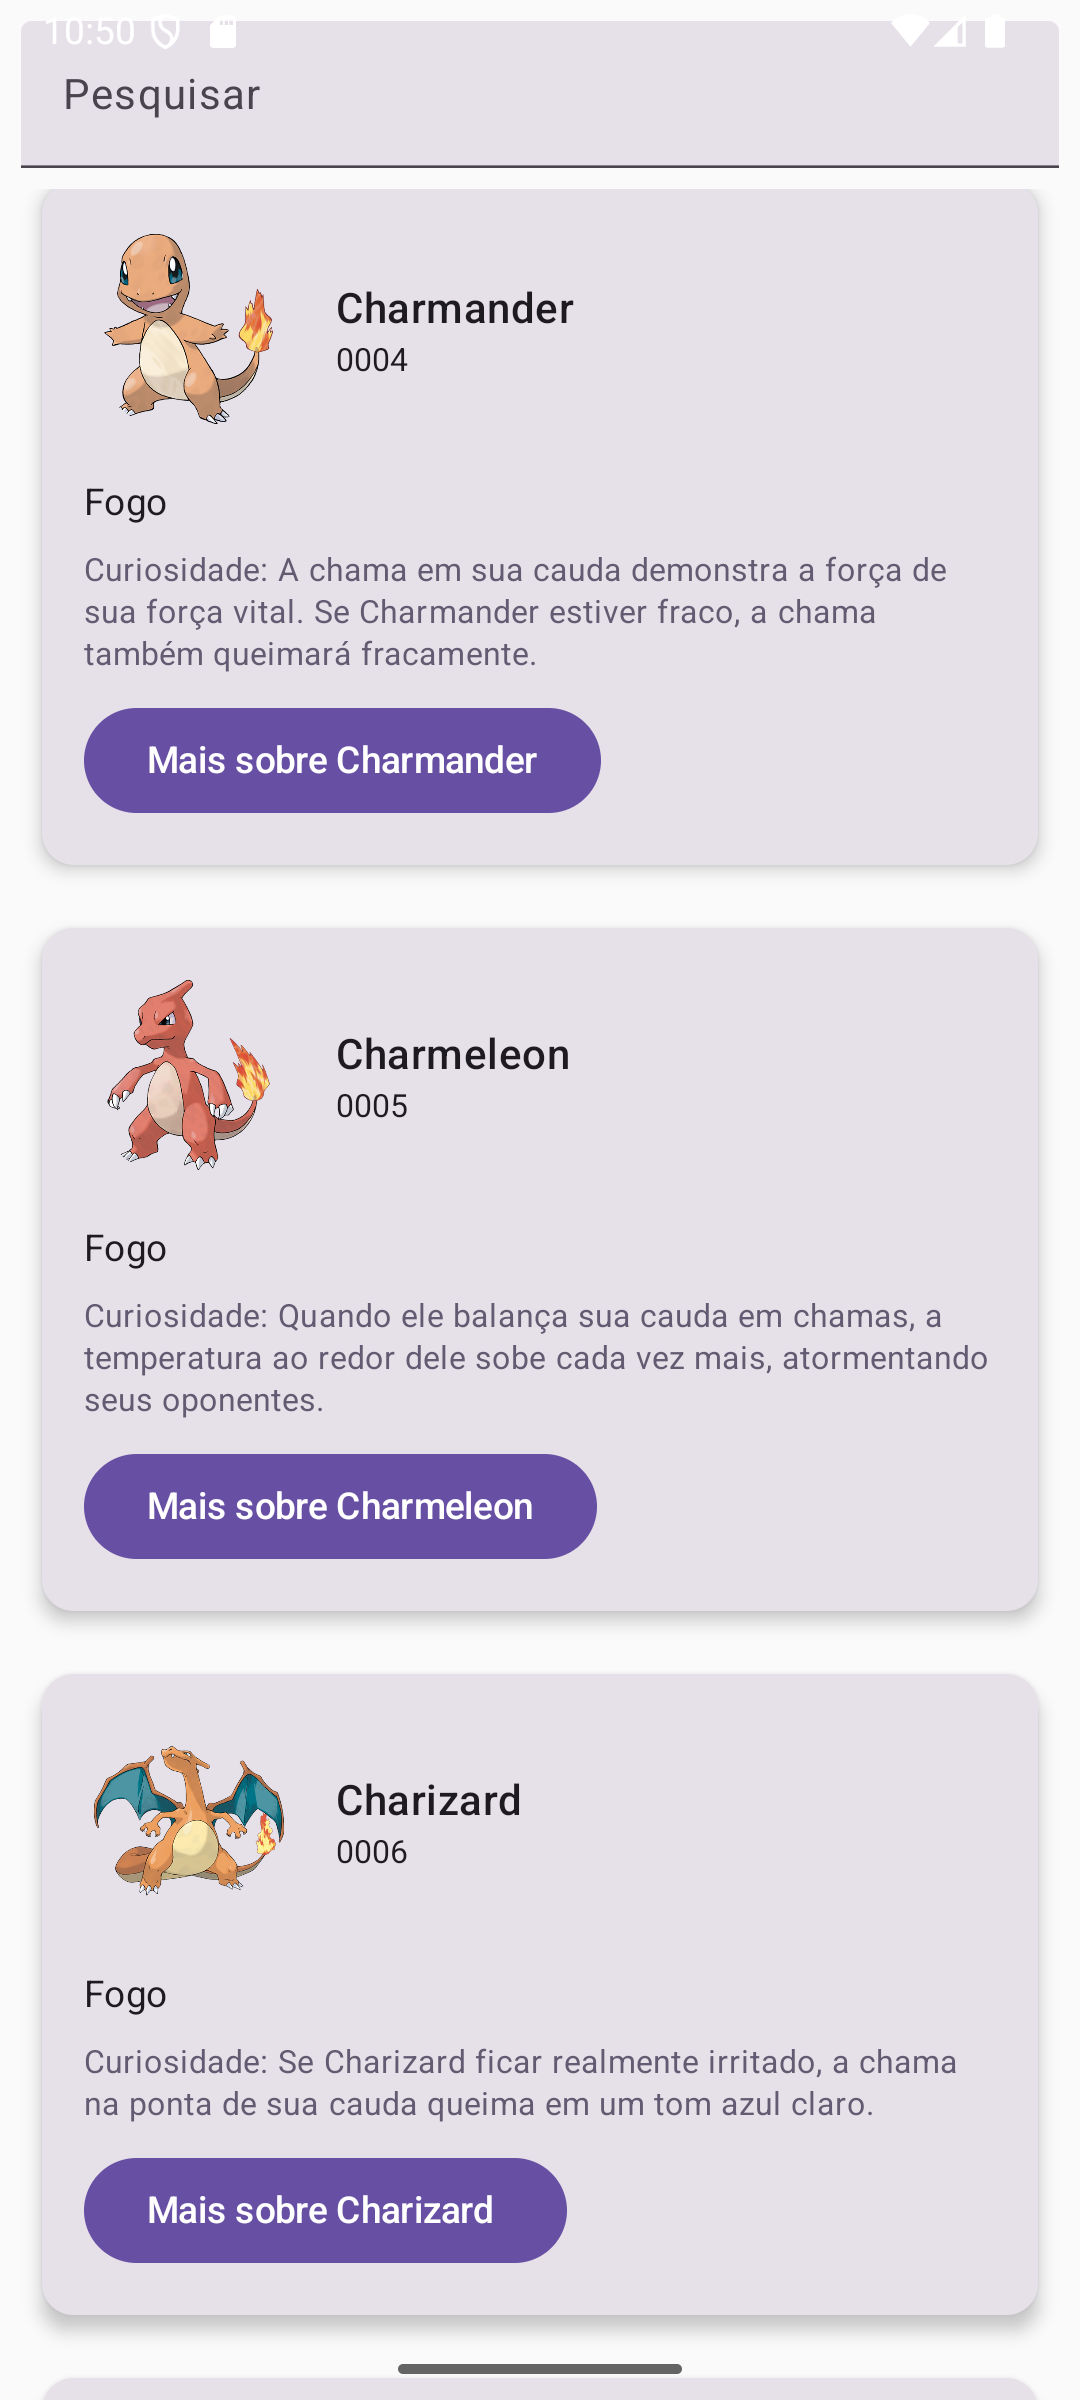 10:50
Pesquisar
Charmander
0004
Fogo
Curiosidade: A chama em sua cauda demonstra a força de
sua força vital. Se Charmander estiver fraco, a chama
também queimará fracamente.
Mais sobre Charmander
Charmeleon
0005
Fogo
Curiosidade: Quando ele balança sua cauda em chamas, a
temperatura ao redor dele sobe cada vez mais, atormentando
seus oponentes.
Mais sobre Charmeleon
Charizard
0006
Fogo
Curiosidade: Se Charizard ficar realmente irritado, a chama
na ponta de sua cauda queima em um tom azul claro.
Mais sobre Charizard